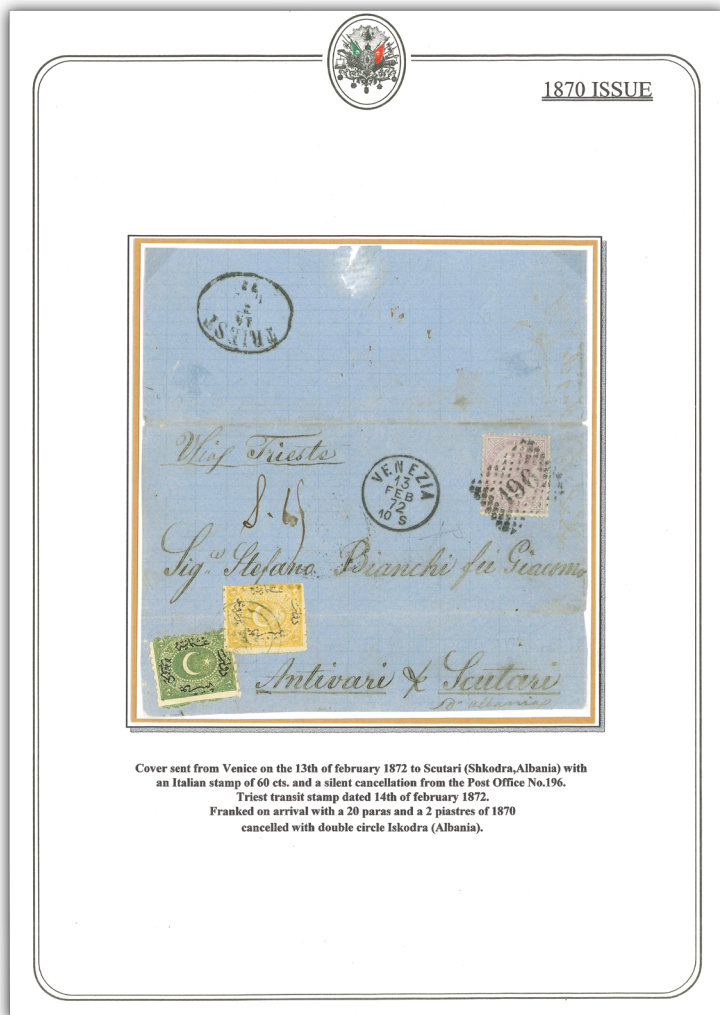 1870 ISSUE
TRIEST
Via Trieste
VENEZIA
13
FEB
72
10 S
196
Sig.r Stefano Bianchi fu Giacomo
Antivari & Scutari
d'albania
Cover sent from Venice on the 13th of february 1872 to Scutari (Shkodra,Albania) with
an Italian stamp of 60 cts. and a silent cancellation from the Post Office No.196.
Triest transit stamp dated 14th of february 1872.
Franked on arrival with a 20 paras and a 2 piastres of 1870
cancelled with double circle Iskodra (Albania).